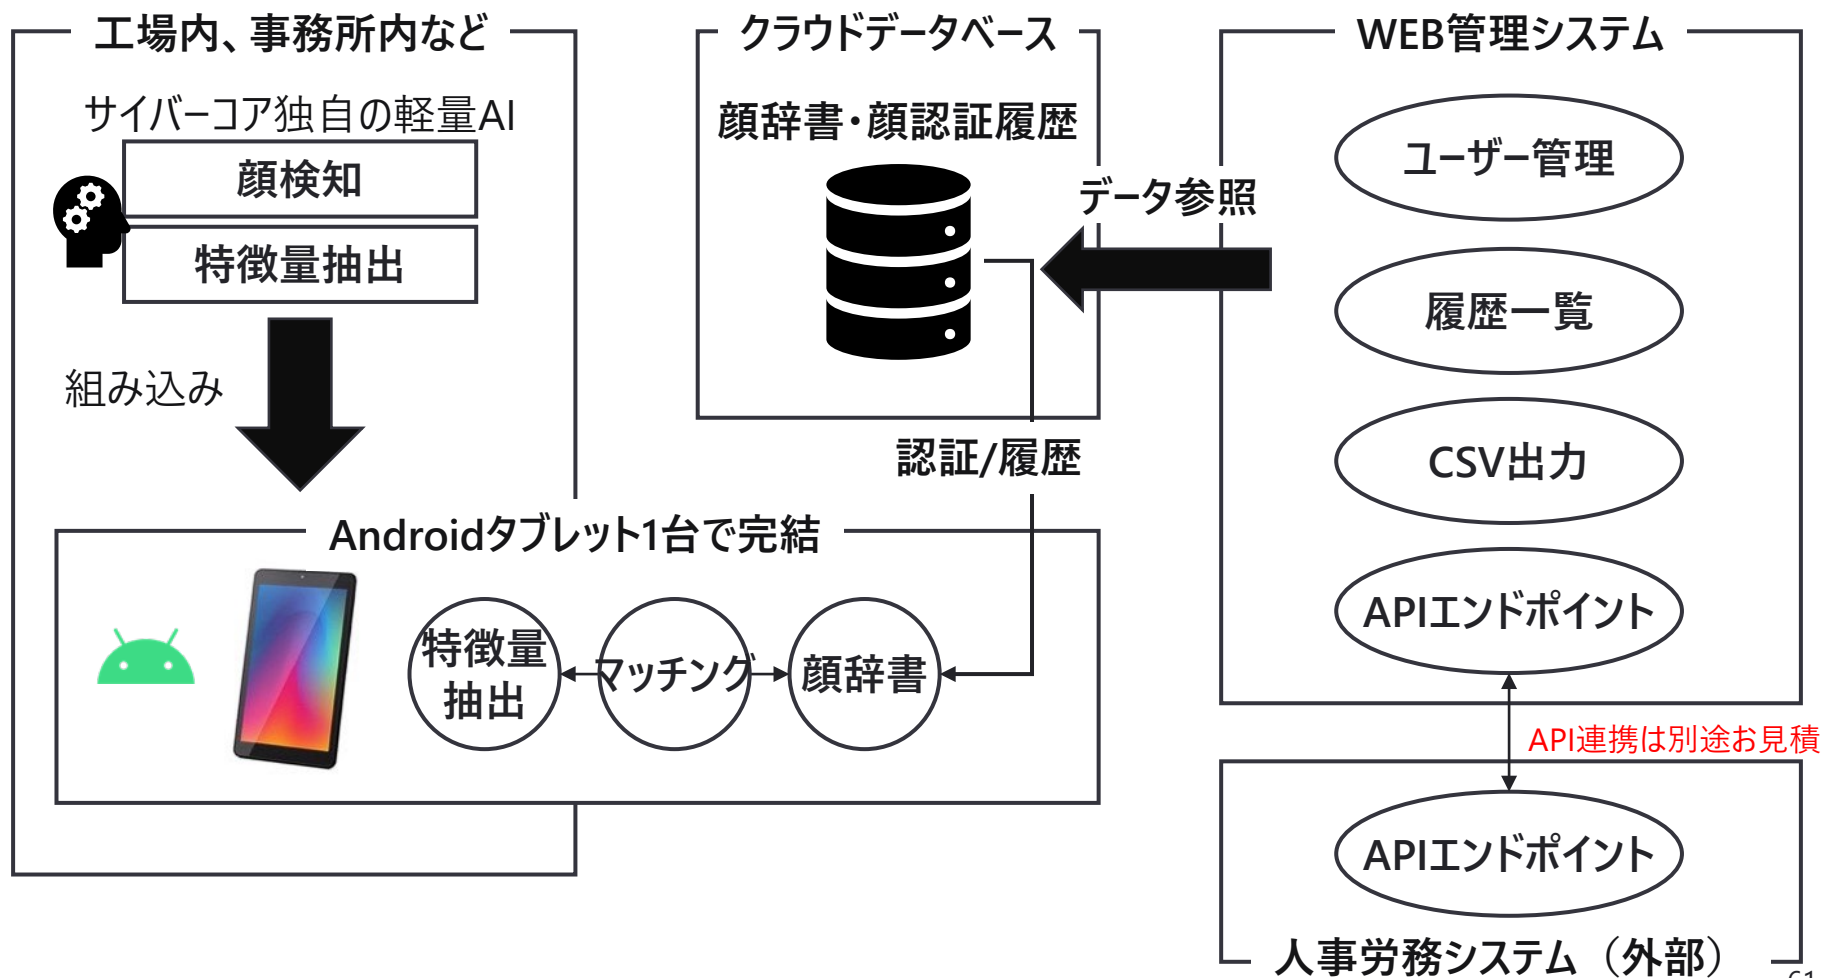 工場内、事務所内など
サイバーコア独自の軽量AI
顔検知
特徴量抽出
組み込み
Androidタブレット1台で完結
特徴量
抽出
マッチング
顔辞書
クラウドデータベース
顔辞書・顔認証履歴
データ参照
認証/履歴
WEB管理システム
ユーザー管理
履歴一覧
CSV出力
APIエンドポイント
API連携は別途お見積
APIエンドポイント
人事労務システム（外部）
61